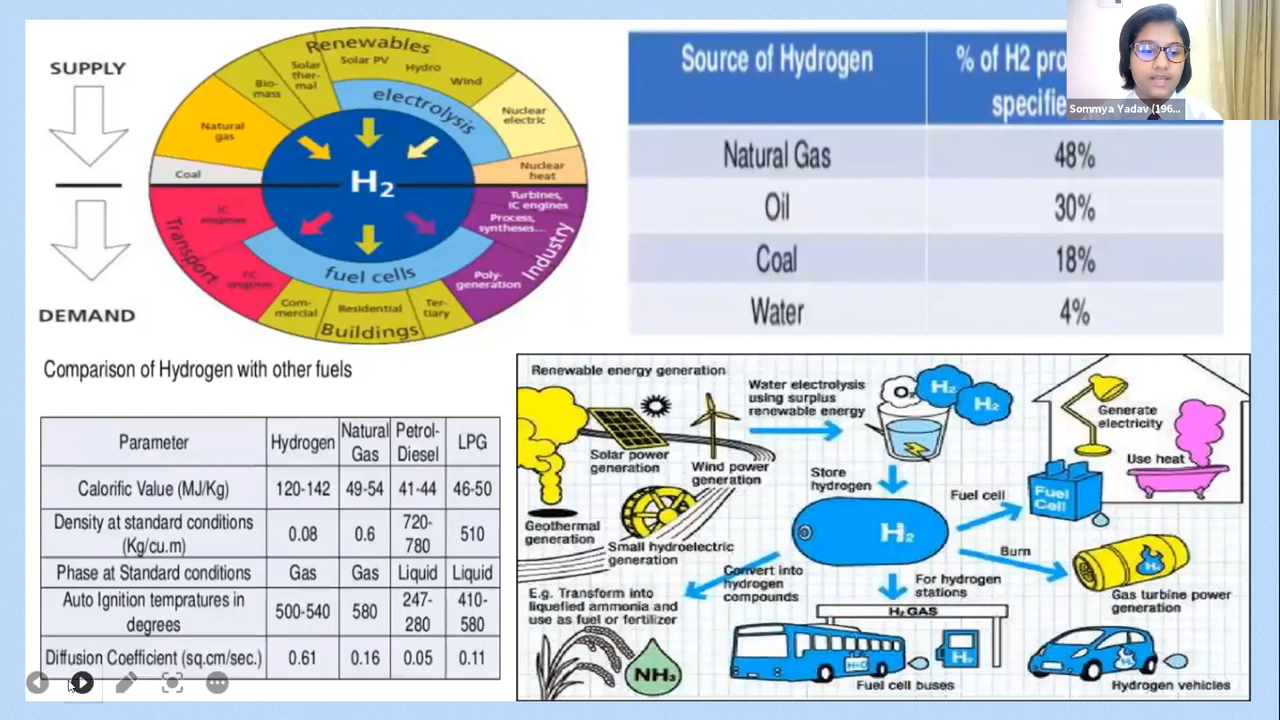 SUPPLY
DEMAND
Renewables
Solar PV
Hydro
Wind
Solar
ther-
mal
Bio-
mass
Natural
gas
Coal
electrolysis
Nuclear
electric
Nuclear
heat
H2
Turbines,
IC engines
Process,
syntheses...
Industry
Poly-
generation
Transport
IC
engines
FC
engines
fuel cells
Com-
mercial
Residential
Ter-
tiary
Buildings
Source of Hydrogen
% of H2 pro
specifie
Sommya Yadav (196...
Natural Gas 48%
Oil 30%
Coal 18%
Water 4%
Comparison of Hydrogen with other fuels
Parameter Hydrogen Natural Gas Petrol-Diesel LPG
Calorific Value (MJ/Kg) 120-142 49-54 41-44 46-50
Density at standard conditions (Kg/cu.m) 0.08 0.6 720-780 510
Phase at Standard conditions Gas Gas Liquid Liquid
Auto Ignition tempratures in degrees 500-540 580 247-280 410-580
Diffusion Coefficient (sq.cm/sec.) 0.61 0.16 0.05 0.11
Renewable energy generation
Water electrolysis
using surplus
renewable energy
H2
H2
Solar power
generation
Wind power
generation
Geothermal
generation
Small hydroelectric
generation
Store
hydrogen
H2
Fuel cell
Fuel
Cell
Generate
electricity
Use heat
Burn
Gas turbine power
generation
Convert into
hydrogen
compounds
E.g. Transform into
liquefied ammonia and
use as fuel or fertilizer
NH3
For hydrogen
stations
H2 GAS
Fuel cell buses
Hydrogen vehicles